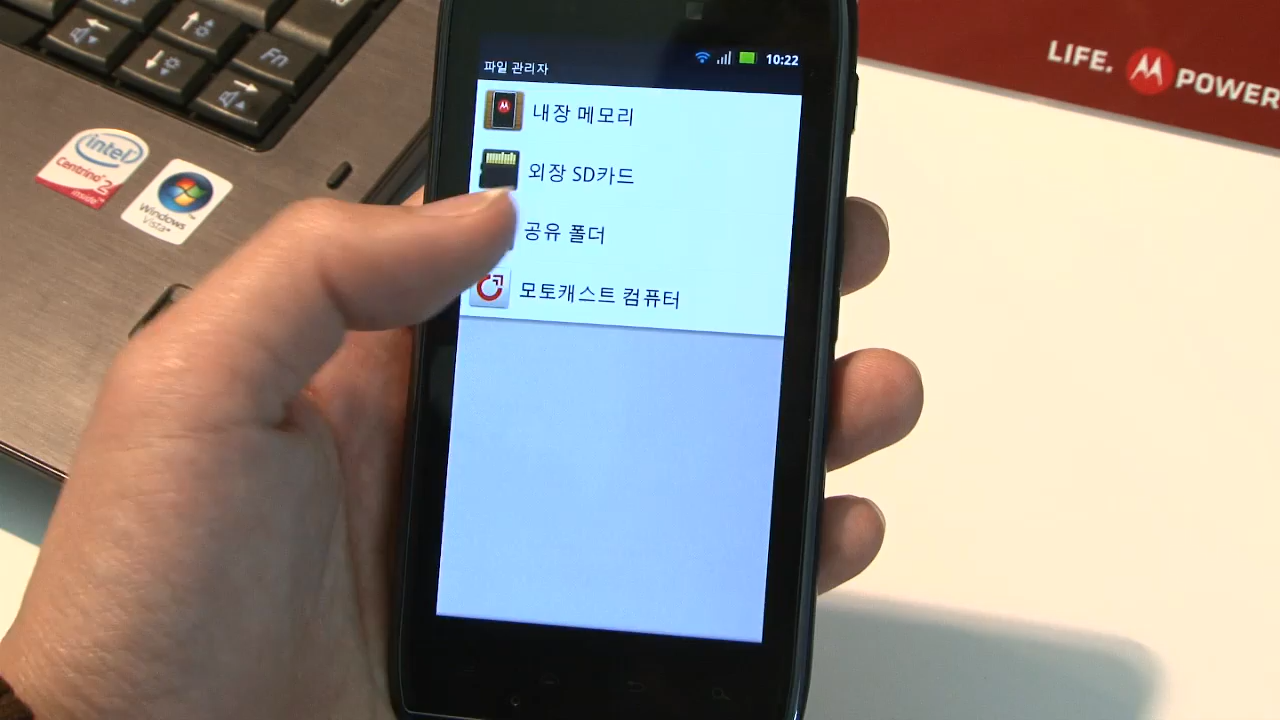 Fn
intel
Centrino 2
inside
Windows
Vista
LIFE. POWER
10:22
파일 관리자
내장 메모리
외장 SD카드
공유 폴더
모토캐스트 컴퓨터